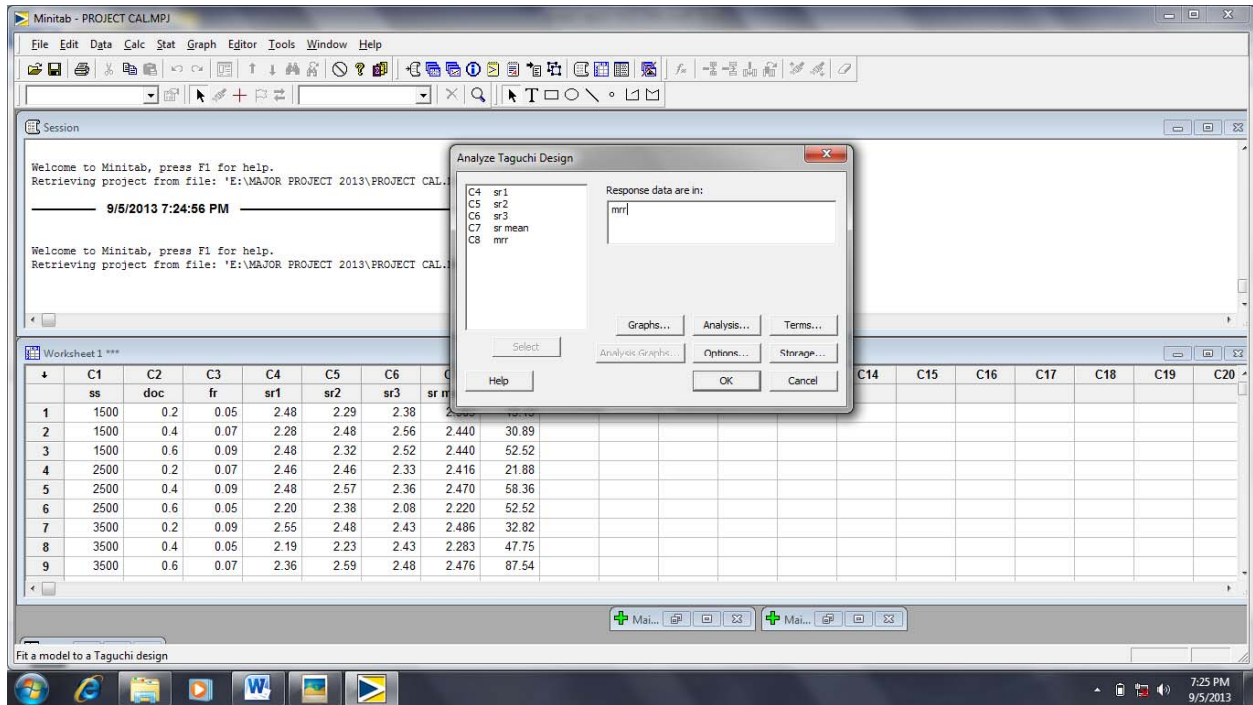 Minitab - PROJECT CAL.MPJ
File Edit Data Calc Stat Graph Editor Tools Window Help
Session
Welcome to Minitab, press F1 for help.
Retrieving project from file: 'E:\MAJOR PROJECT 2013\PROJECT CAL.
9/5/2013 7:24:56 PM
Welcome to Minitab, press F1 for help.
Retrieving project from file: 'E:\MAJOR PROJECT 2013\PROJECT CAL.
Analyze Taguchi Design
C4 sr1
C5 sr2
C6 sr3
C7 sr mean
C8 mrr
Response data are in:
mrr
Graphs... Analysis... Terms...
Select Analysis Graphs... Options... Storage...
Help OK Cancel
Worksheet 1 ***
C1 C2 C3 C4 C5 C6 C14 C15 C16 C17 C18 C19 C20
ss doc fr sr1 sr2 sr3
1 1500 0.2 0.05 2.48 2.29 2.38
2 1500 0.4 0.07 2.28 2.48 2.56 2.440 30.89
3 1500 0.6 0.09 2.48 2.32 2.52 2.440 52.52
4 2500 0.2 0.07 2.46 2.46 2.33 2.416 21.88
5 2500 0.4 0.09 2.48 2.57 2.36 2.470 58.36
6 2500 0.6 0.05 2.20 2.38 2.08 2.220 52.52
7 3500 0.2 0.09 2.55 2.48 2.43 2.486 32.82
8 3500 0.4 0.05 2.19 2.23 2.43 2.283 47.75
9 3500 0.6 0.07 2.36 2.59 2.48 2.476 87.54
Mai... Mai...
Fit a model to a Taguchi design
7:25 PM
9/5/2013